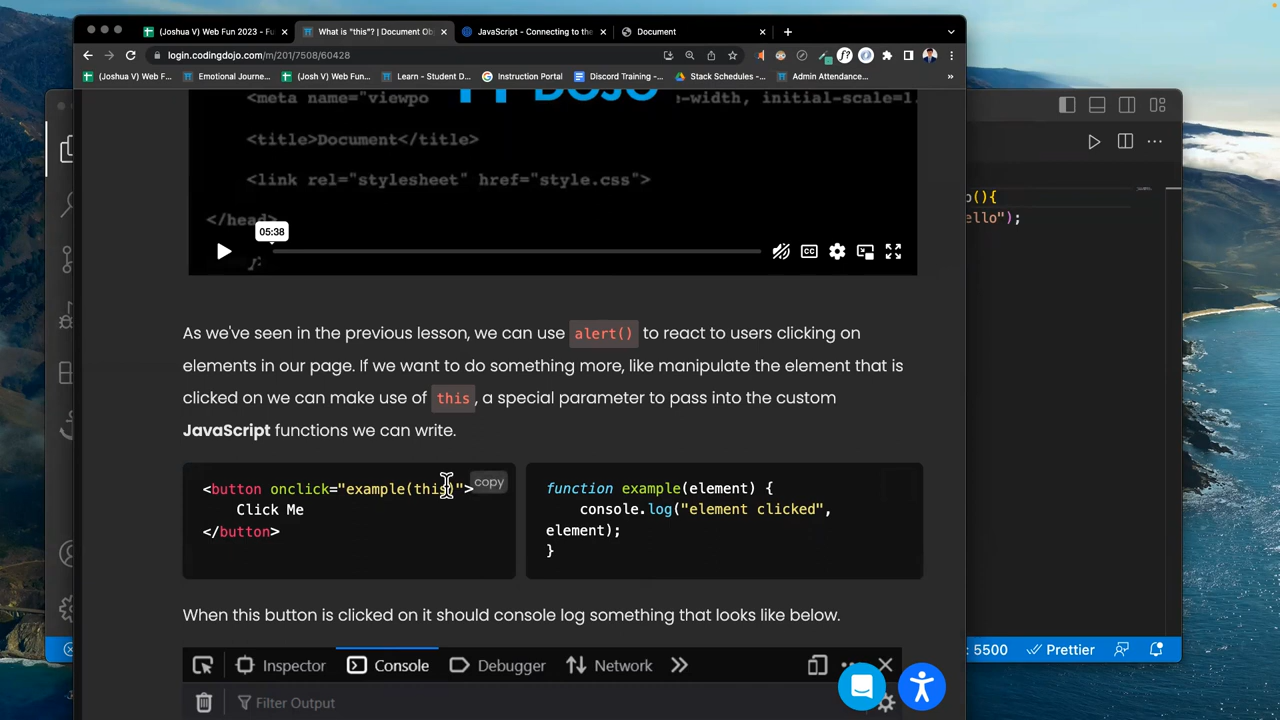 (Joshua V) Web Fun 2023 - Fu
What is "this"? | Document Ob
JavaScript - Connecting to the
Document
login.codingdojo.com/m/201/7508/60428
(Joshua V) Web F...
Emotional Journe...
(Josh V) Web Fun...
Learn - Student D...
Instruction Portal
Discord Training -...
Stack Schedules -...
Admin Attendance...
<meta name="viewpo
DOJO
-width, initial-scale=1.
<title>Document</title>
<link rel="stylesheet" href="style.css">
</head>
05:38
CC
(){
ello");
As we've seen in the previous lesson, we can use alert() to react to users clicking on
elements in our page. If we want to do something more, like manipulate the element that is
clicked on we can make use of this, a special parameter to pass into the custom
JavaScript functions we can write.
<button onclick="example(this)">
Click Me
</button>
copy
function example(element) {
console.log("element clicked",
element);
}
When this button is clicked on it should console log something that looks like below.
Inspector
Console
Debugger
Network
Filter Output
5500
Prettier